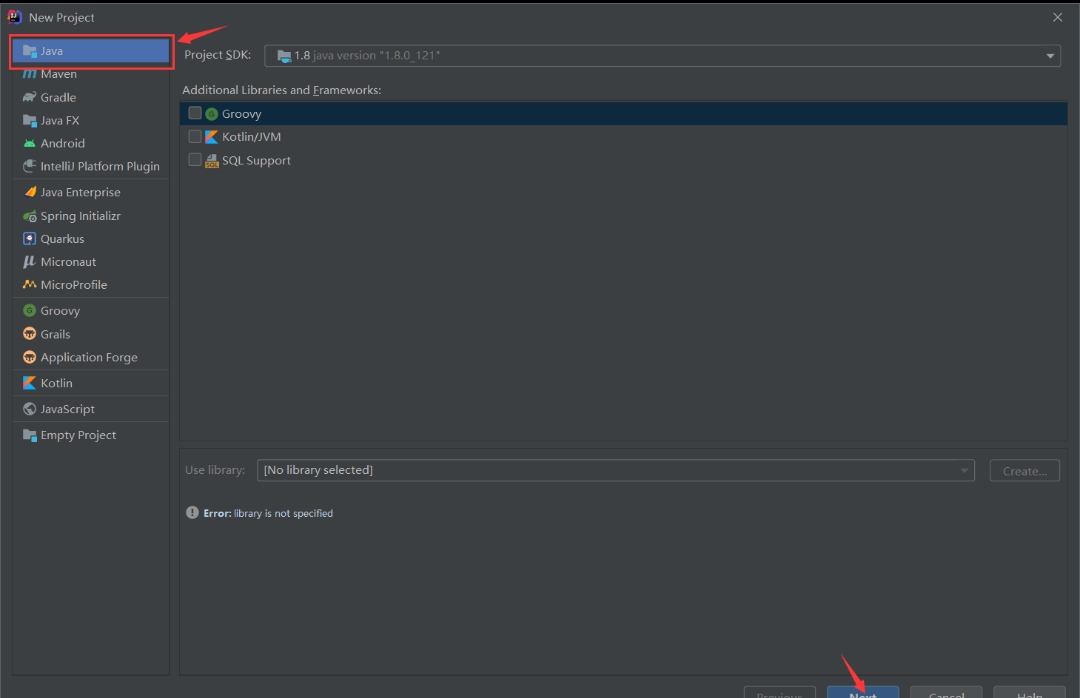 New Project
Java
Maven
Gradle
Java FX
Android
IntelliJ Platform Plugin
Java Enterprise
Spring Initializr
Quarkus
Micronaut
MicroProfile
Groovy
Grails
Application Forge
Kotlin
JavaScript
Empty Project
Project SDK: 1.8 java version "1.8.0_121"
Additional Libraries and Frameworks:
Groovy
Kotlin/JVM
SQL Support
Use library: [No library selected] Create...
Error: library is not specified
Previous Next Cancel Help